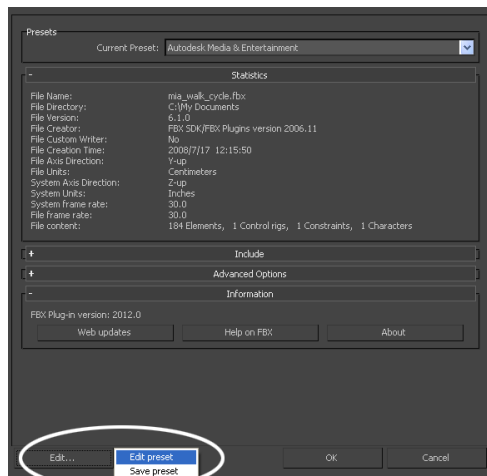 Presets
Current Preset: Autodesk Media & Entertainment
- Statistics
File Name: mia_walk_cycle.fbx
File Directory: C:\My Documents
File Version: 6.1.0
File Creator: FBX SDK/FBX Plugins version 2006.11
File Custom Writer: No
File Creation Time: 2008/7/17 12:15:50
File Axis Direction: Y-up
File Units: Centimeters
System Axis Direction: Z-up
System Units: Inches
System frame rate: 30.0
File frame rate: 30.0
File content: 184 Elements, 1 Control rigs, 1 Constraints, 1 Characters
+ Include
+ Advanced Options
- Information
FBX Plug-in version: 2012.0
Web updates Help on FBX About
Edit... Edit preset OK Cancel
Save preset